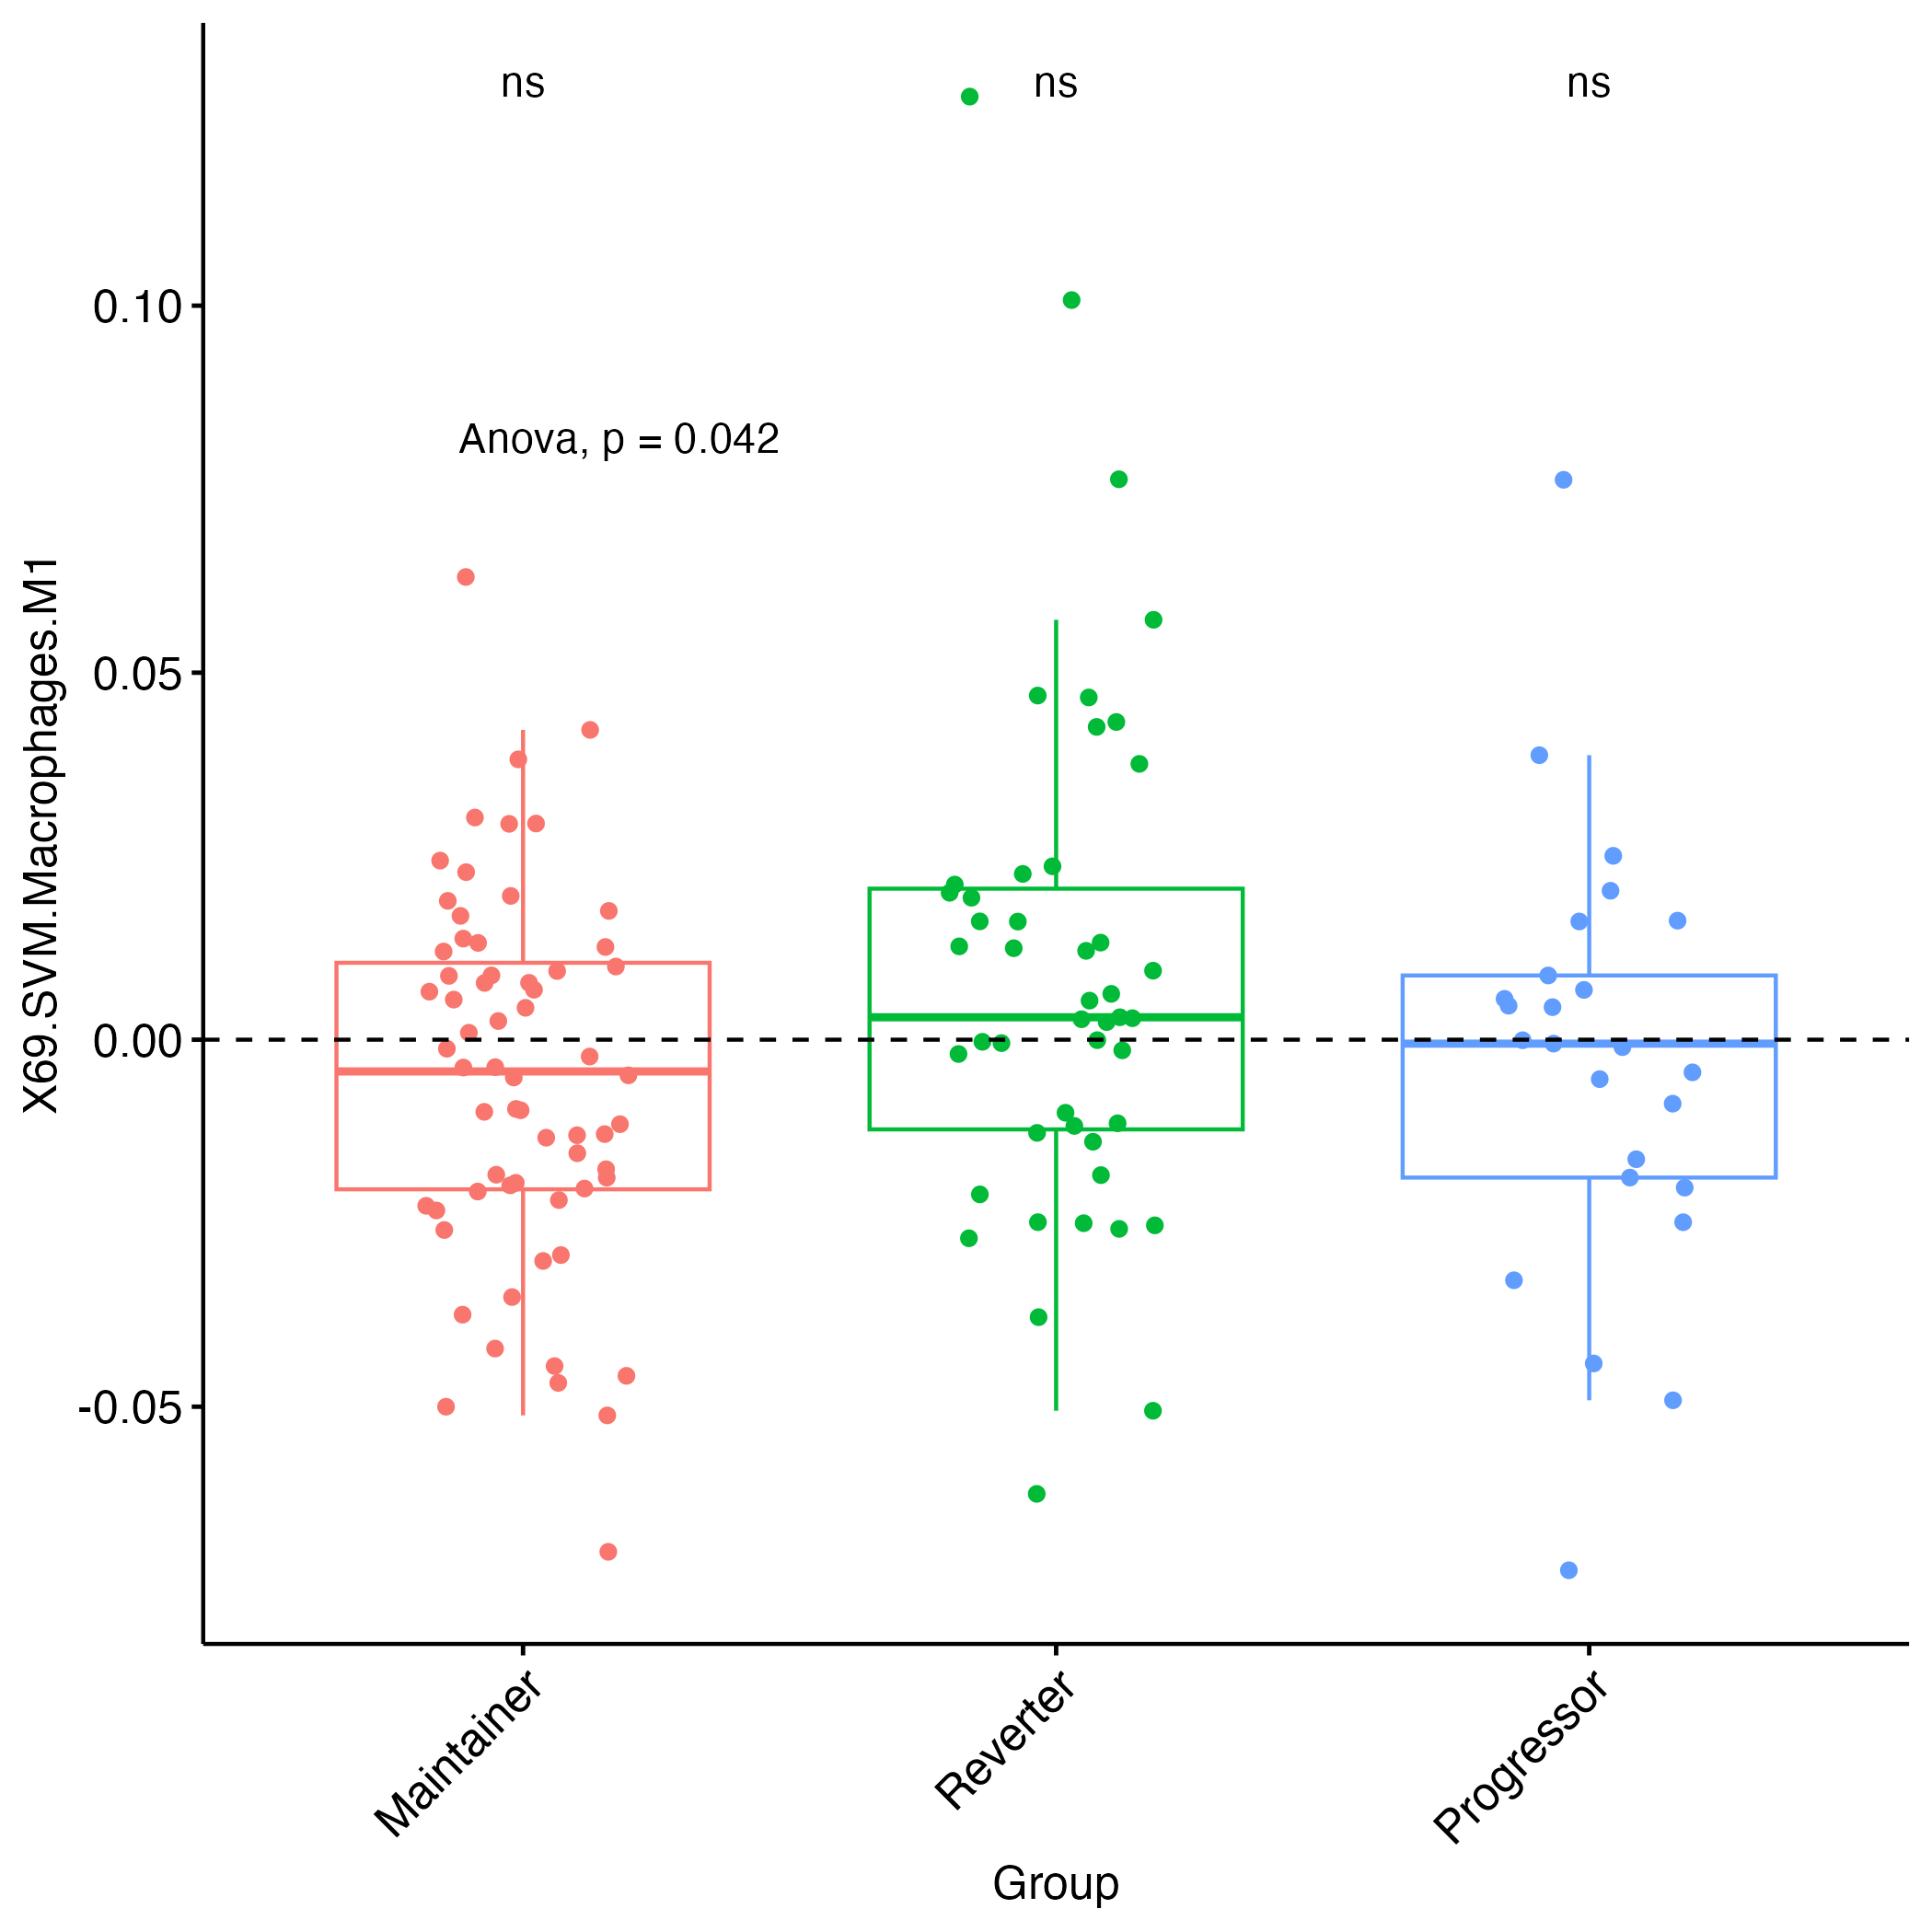 ns ns ns
Anova, p = 0.042
X69.SVM.Macrophages.M1
0.10
0.05
0.00
-0.05
Maintainer Reverter Progressor
Group